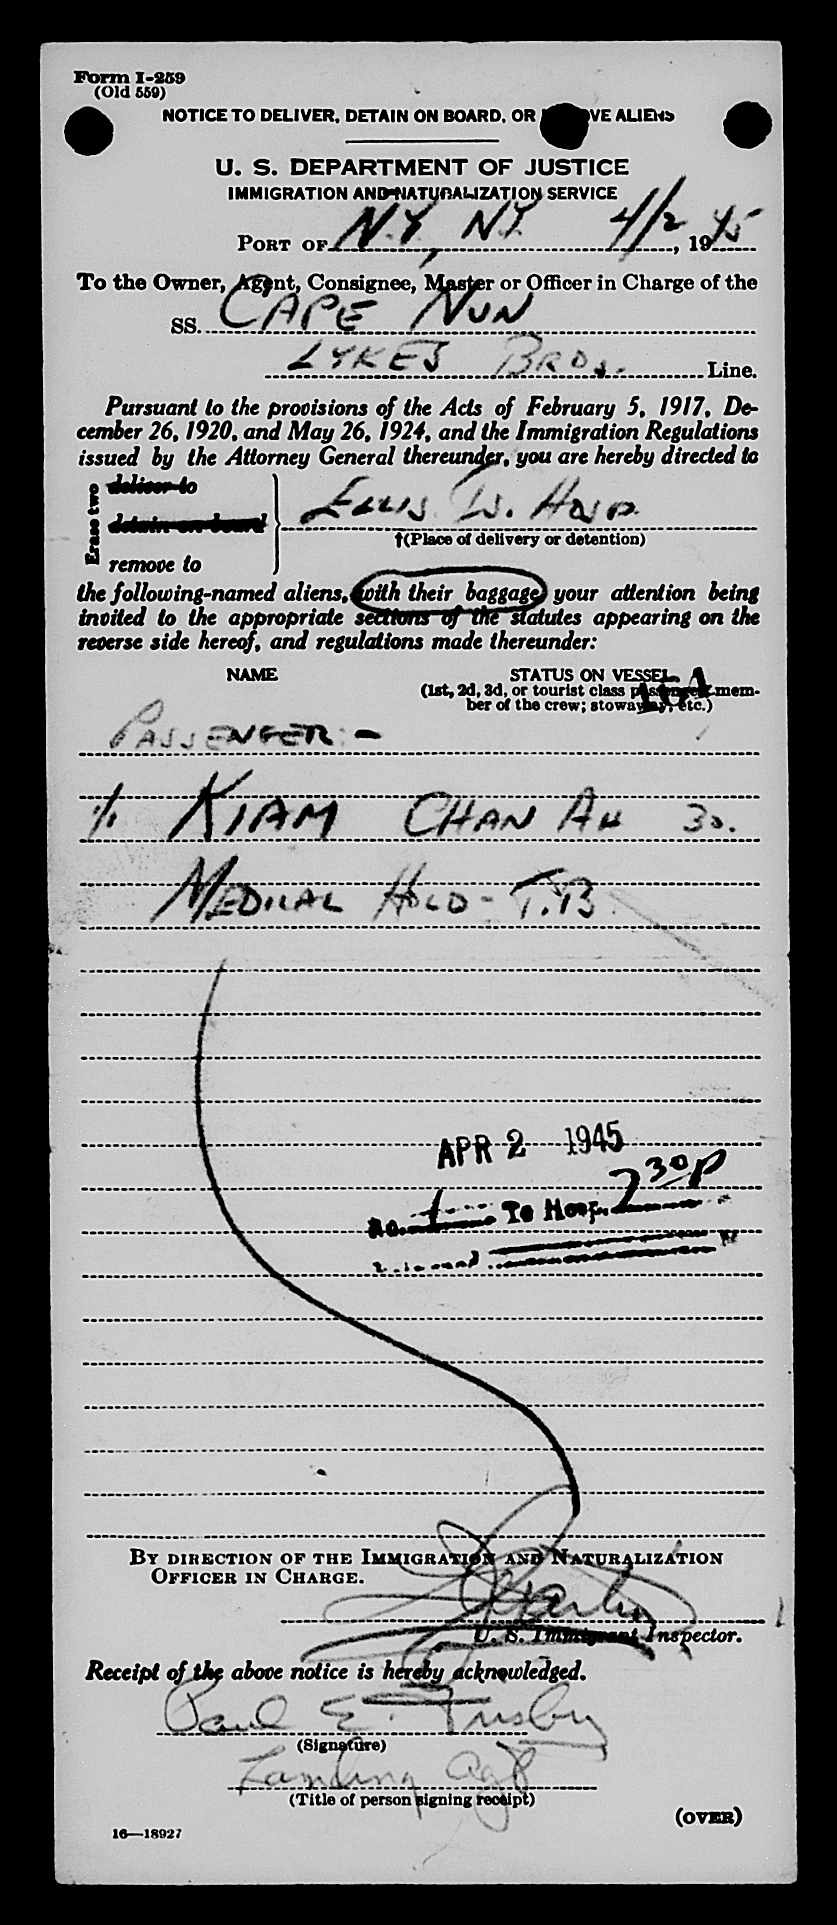 Form I-259
(Old 559)
NOTICE TO DELIVER, DETAIN ON BOARD, OR VE ALIENS
U. S. DEPARTMENT OF JUSTICE
IMMIGRATION AND NATURALIZATION SERVICE
PORT OF N.Y., N.Y. 4/2, 1945
To the Owner, Agent, Consignee, Master or Officer in Charge of the
SS. CAPE NUN
LYKES BROS. Line.
Pursuant to the provisions of the Acts of February 5, 1917, De-
cember 26, 1920, and May 26, 1924, and the Immigration Regulations
issued by the Attorney General thereunder, you are hereby directed to
Erase two
deliver to
detain on board
remove to
ELLIS IS. HOSP.
†(Place of delivery or detention)
the following-named aliens, with their baggage, your attention being
invited to the appropriate sections of the statutes appearing on the
reverse side hereof, and regulations made thereunder:
NAME STATUS ON VESSEL
(1st, 2d, 3d, or tourist class passenger; mem-
ber of the crew; stowaway, etc.)
PASSENGER:-
1/1 KIAM CHAN AH 30.
MEDICAL HOLD - T.B.
APR 2 1945
No. 1 To Hosp. 7 30 P
BY DIRECTION OF THE IMMIGRATION AND NATURALIZATION
OFFICER IN CHARGE.
U. S. Immigrant Inspector.
Receipt of the above notice is hereby acknowledged.
Paul E.
(Signature)
Landing Agt
(Title of person signing receipt)
(OVER)
16—18927